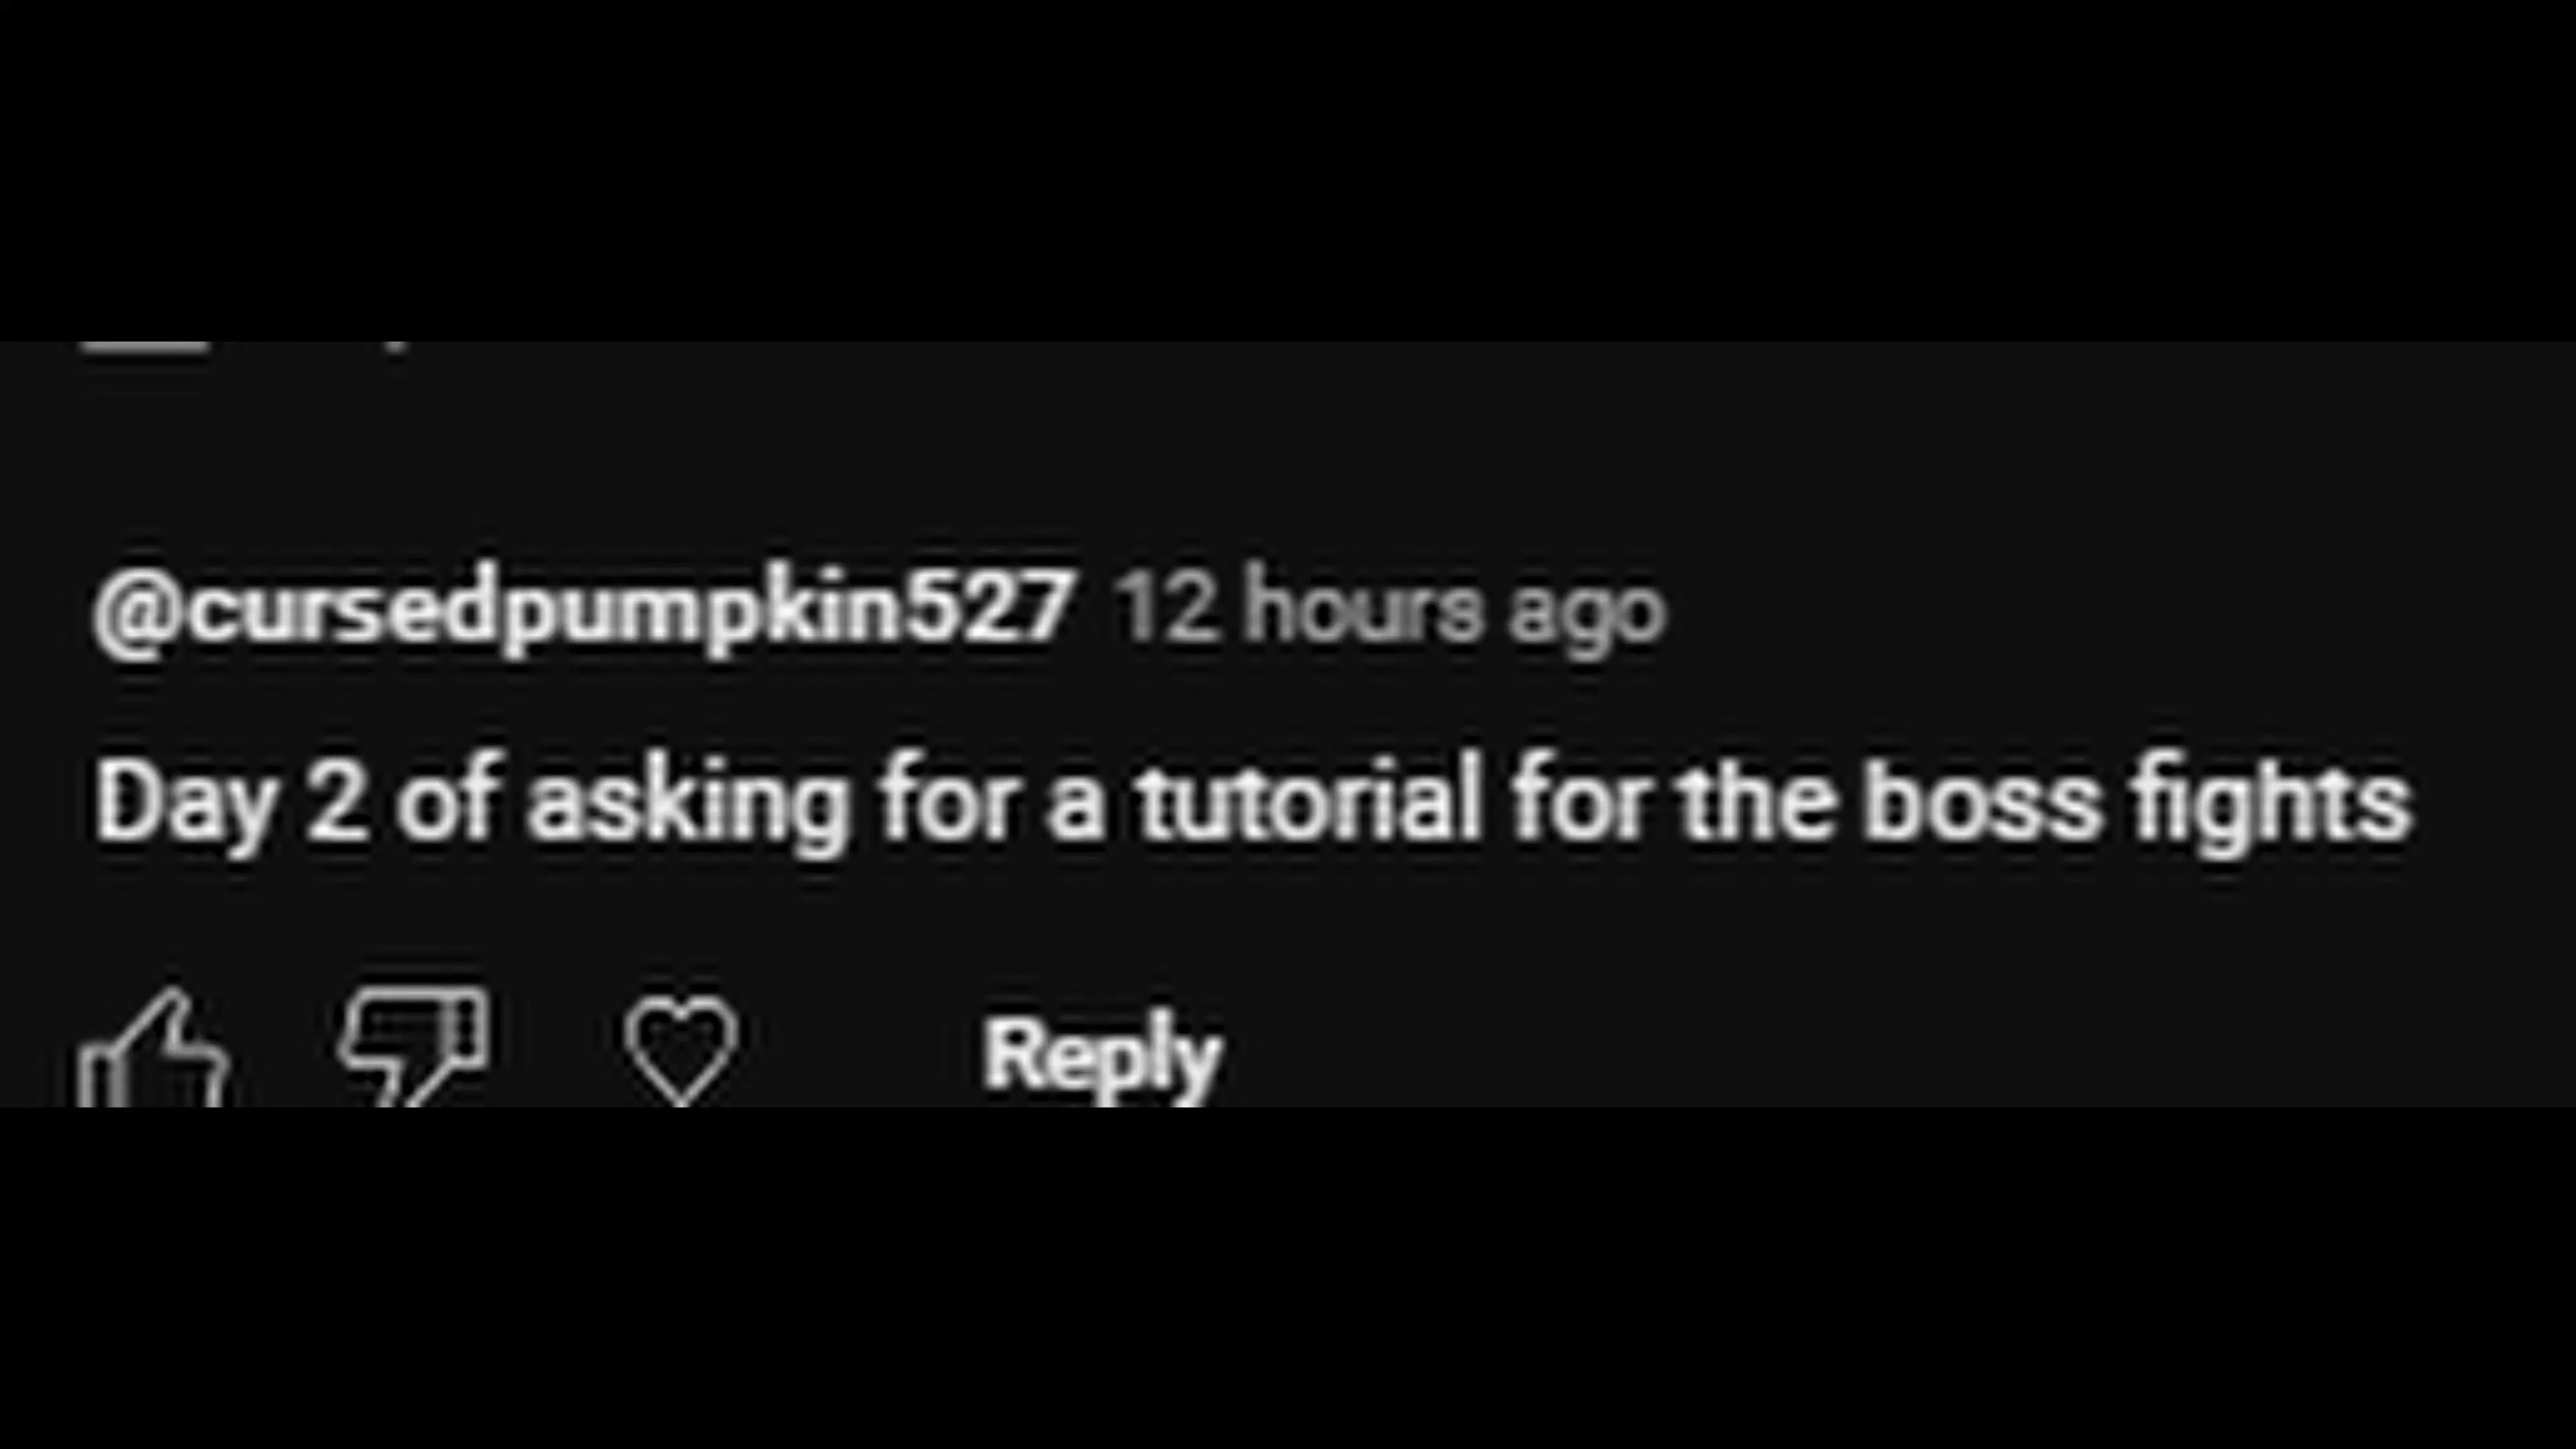 @cursedpumpkin527 12 hours ago
Day 2 of asking for a tutorial for the boss fights
Reply